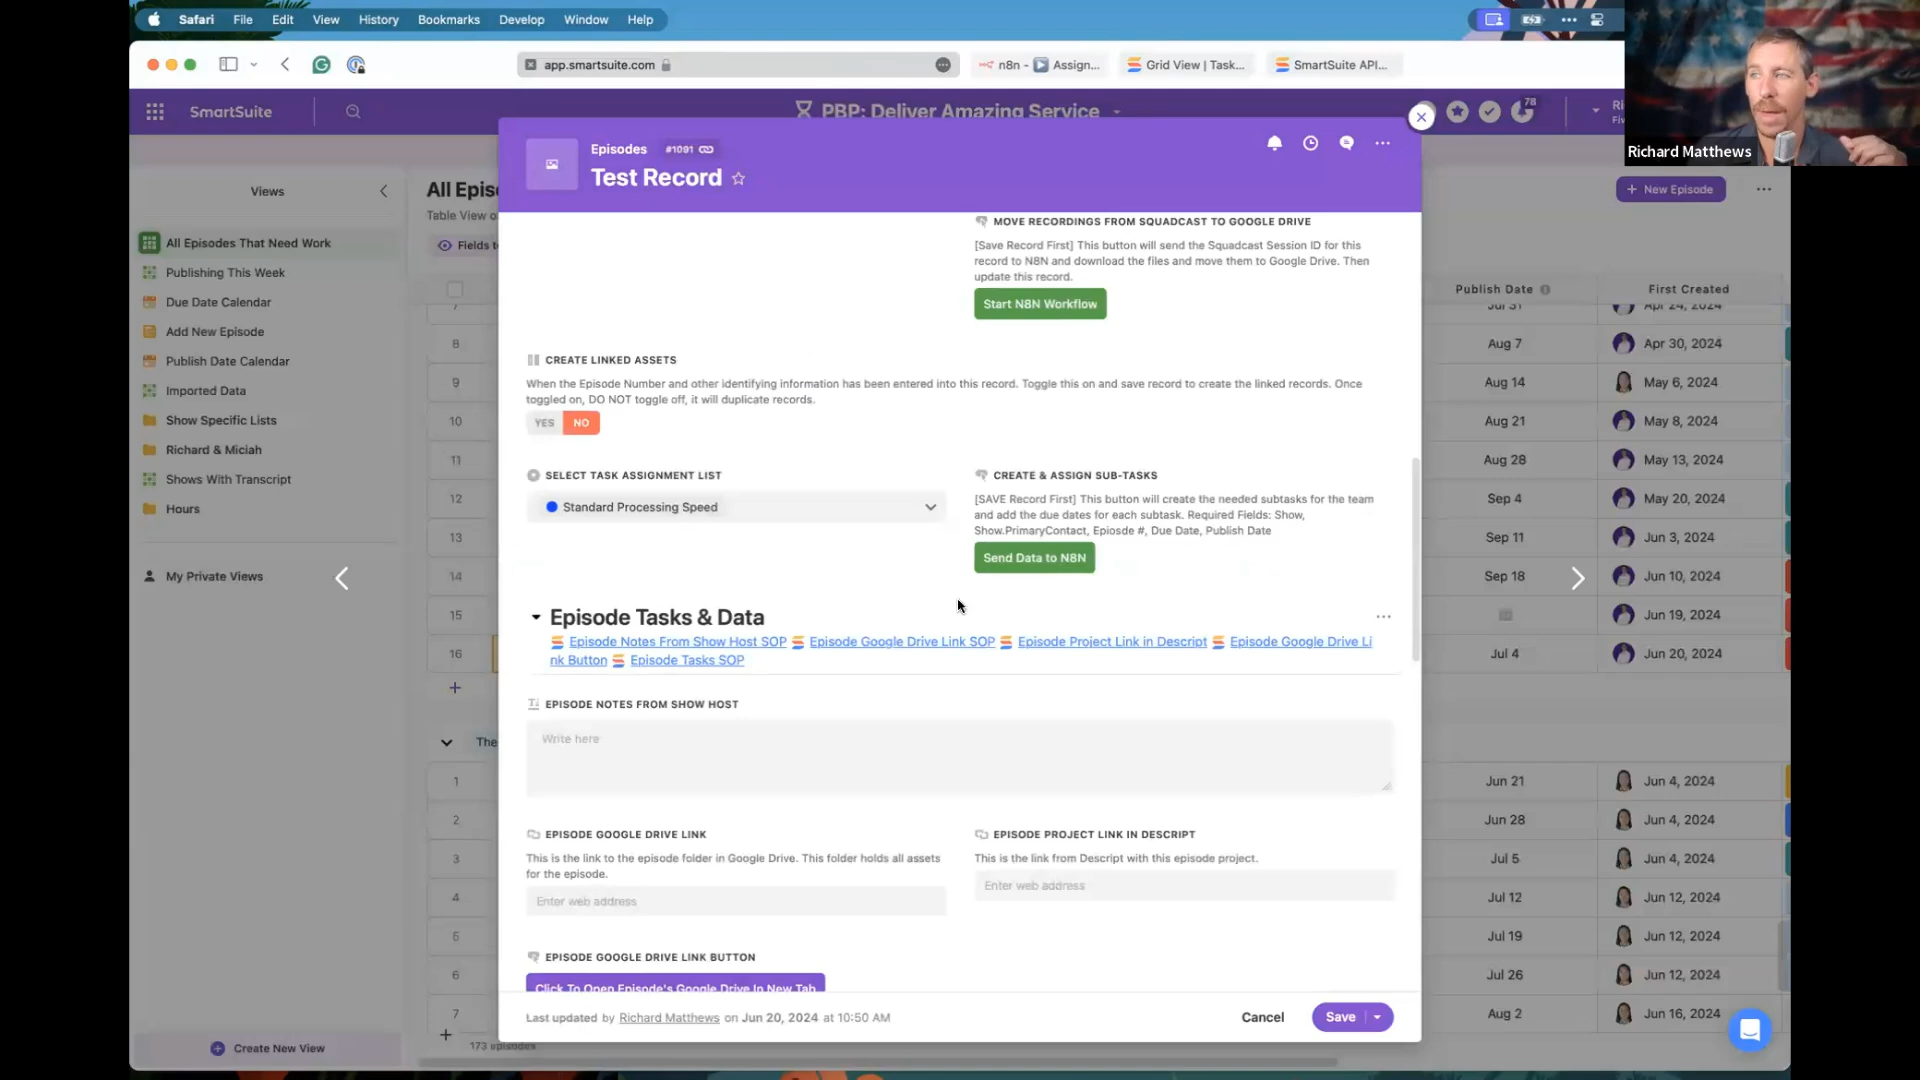 Safari File Edit View History Bookmarks Develop Window Help
app.smartsuite.com
n8n - Assign...
Grid View | Task...
SmartSuite API...
SmartSuite
PBP: Deliver Amazing Service
78
Richard Matthews
Views
All Episodes That Need Work
Publishing This Week
Due Date Calendar
Add New Episode
Publish Date Calendar
Imported Data
Show Specific Lists
Richard & Miciah
Shows With Transcript
Hours
My Private Views
Create New View
All Epis
Table View o
Fields t
8
9
10
11
12
13
14
15
16
The
1
2
3
4
5
6
7
173 episodes
Episodes #1091
Test Record
MOVE RECORDINGS FROM SQUADCAST TO GOOGLE DRIVE
[Save Record First] This button will send the Squadcast Session ID for this
record to N8N and download the files and move them to Google Drive. Then
update this record.
Start N8N Workflow
CREATE LINKED ASSETS
When the Episode Number and other identifying information has been entered into this record. Toggle this on and save record to create the linked records. Once
toggled on, DO NOT toggle off, it will duplicate records.
YES NO
SELECT TASK ASSIGNMENT LIST
Standard Processing Speed
CREATE & ASSIGN SUB-TASKS
[SAVE Record First] This button will create the needed subtasks for the team
and add the due dates for each subtask. Required Fields: Show,
Show.PrimaryContact, Epiosde #, Due Date, Publish Date
Send Data to N8N
Episode Tasks & Data
Episode Notes From Show Host SOP Episode Google Drive Link SOP Episode Project Link in Descript Episode Google Drive Li
nk Button Episode Tasks SOP
EPISODE NOTES FROM SHOW HOST
Write here
EPISODE GOOGLE DRIVE LINK
This is the link to the episode folder in Google Drive. This folder holds all assets
for the episode.
Enter web address
EPISODE PROJECT LINK IN DESCRIPT
This is the link from Descript with this episode project.
Enter web address
EPISODE GOOGLE DRIVE LINK BUTTON
Click To Open Episode's Google Drive In New Tab
Last updated by Richard Matthews on Jun 20, 2024 at 10:50 AM
Cancel Save
New Episode
Publish Date First Created
Jul 31 Apr 24, 2024
Aug 7 Apr 30, 2024
Aug 14 May 6, 2024
Aug 21 May 8, 2024
Aug 28 May 13, 2024
Sep 4 May 20, 2024
Sep 11 Jun 3, 2024
Sep 18 Jun 10, 2024
Jun 19, 2024
Jul 4 Jun 20, 2024
Jun 21 Jun 4, 2024
Jun 28 Jun 4, 2024
Jul 5 Jun 4, 2024
Jul 12 Jun 12, 2024
Jul 19 Jun 12, 2024
Jul 26 Jun 12, 2024
Aug 2 Jun 16, 2024